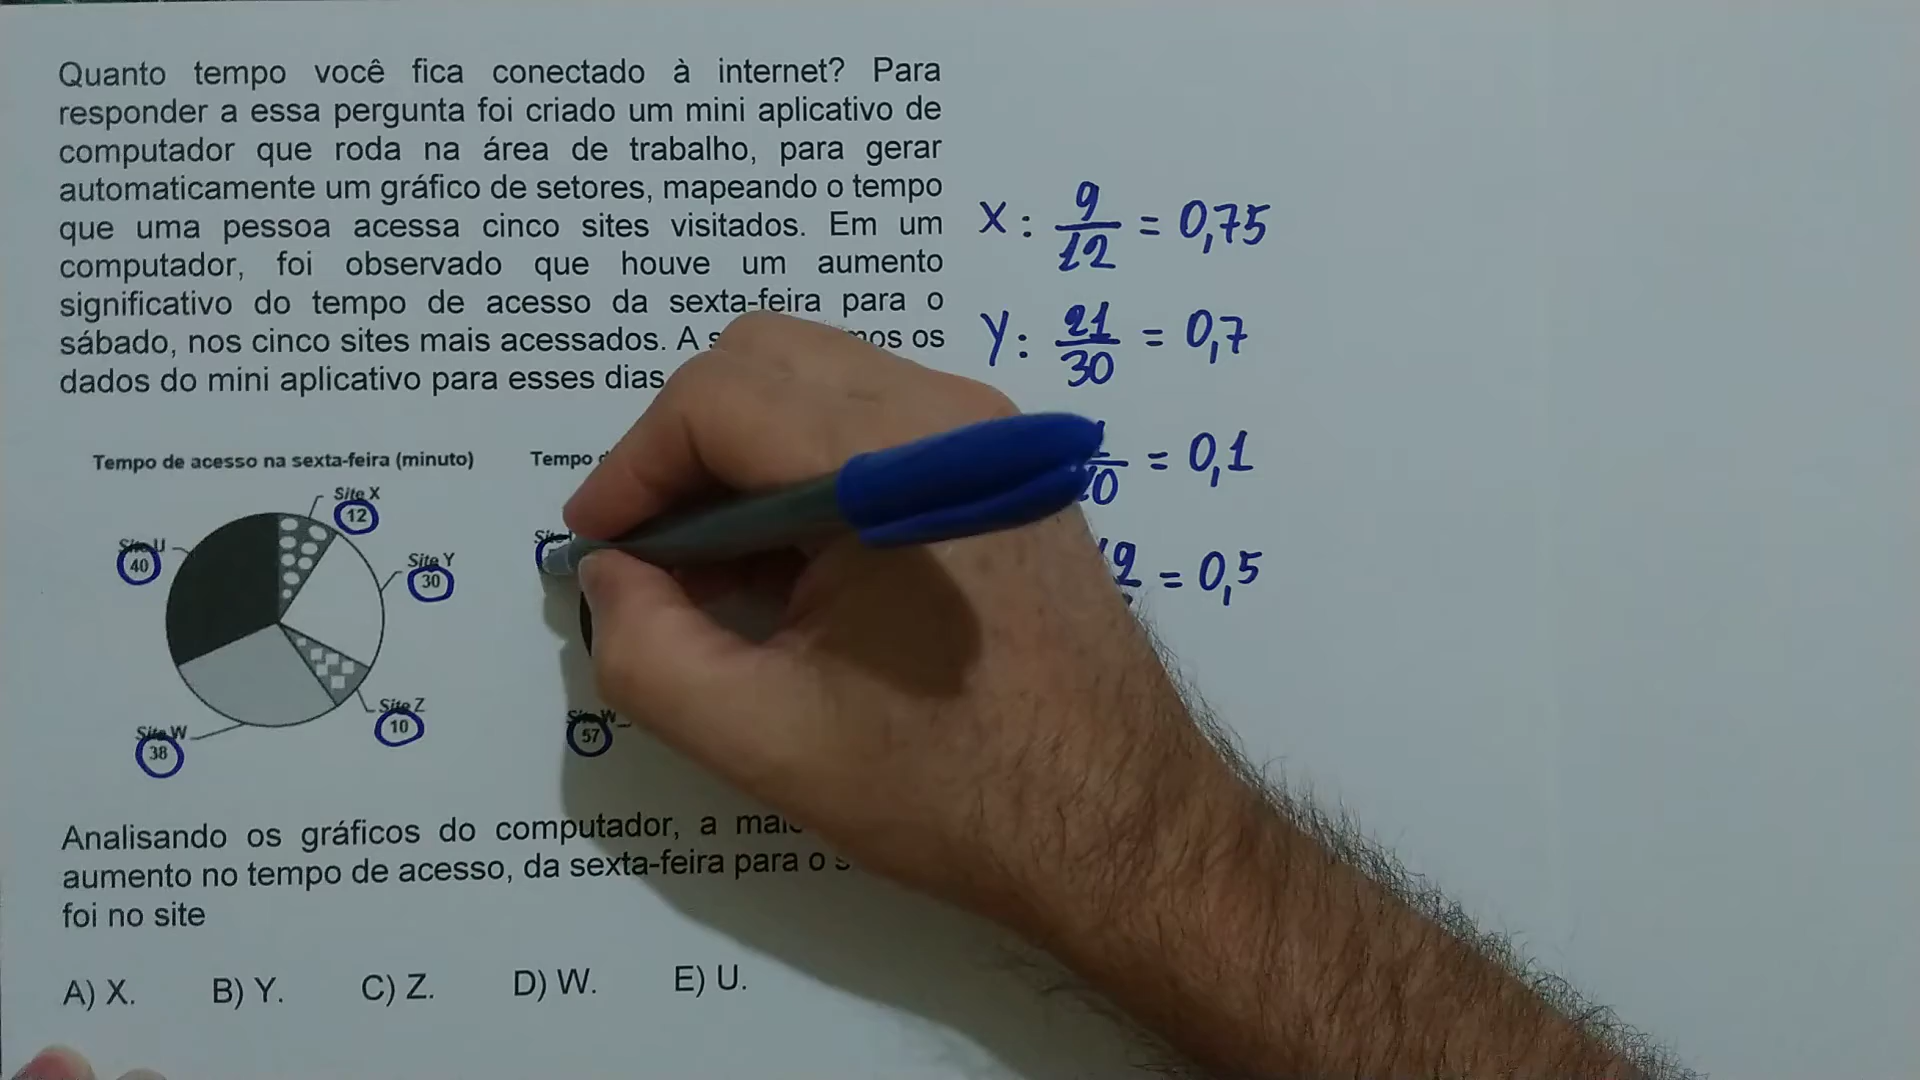 Quanto tempo você fica conectado à internet? Para
responder a essa pergunta foi criado um mini aplicativo de
computador que roda na área de trabalho, para gerar
automaticamente um gráfico de setores, mapeando o tempo
que uma pessoa acessa cinco sites visitados. Em um
computador, foi observado que houve um aumento
significativo do tempo de acesso da sexta-feira para o
sábado, nos cinco sites mais acessados. A os
dados do mini aplicativo para esses dias
Tempo de acesso na sexta-feira (minuto)
Site X
12
Site Y
30
Site Z
10
Site W
38
Site U
40
Tempo
Site W
57
Analisando os gráficos do computador, a
aumento no tempo de acesso, da sexta-feira para o
foi no site
A) X. B) Y. C) Z. D) W. E) U.
X: 9/12 = 0,75
Y: 21/30 = 0,7
= 0,1
= 0,5